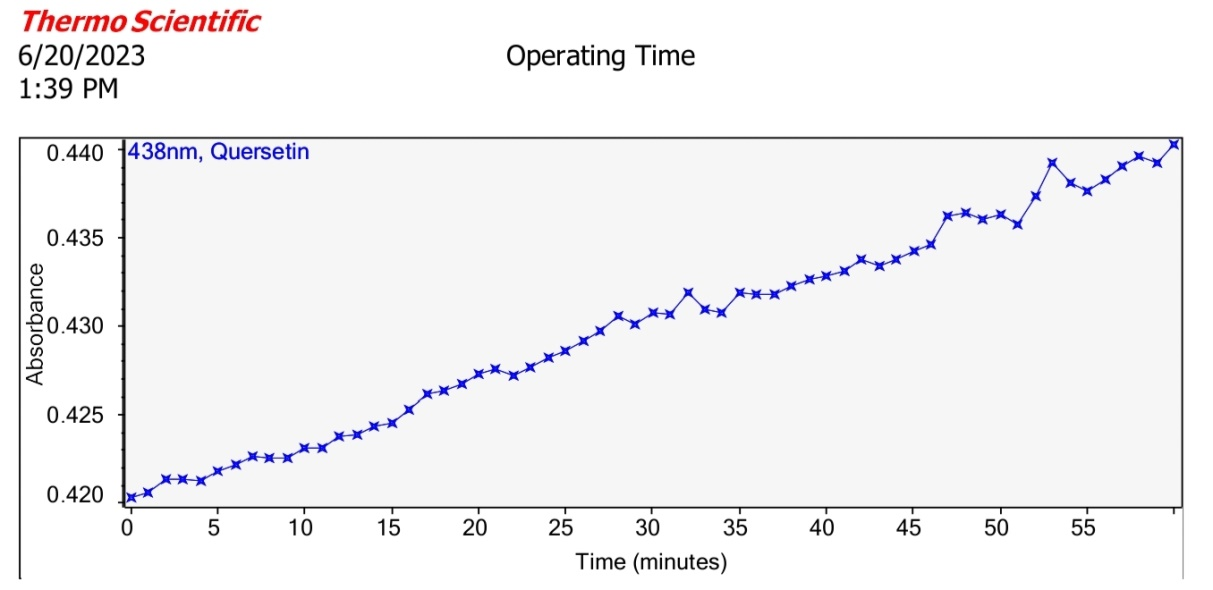 Thermo Scientific
6/20/2023
Operating Time
1:39 PM
438nm, Quersetin
0.440
0.435
0.430
0.425
0.420
Absorbance
0 5 10 15 20 25 30 35 40 45 50 55
Time (minutes)